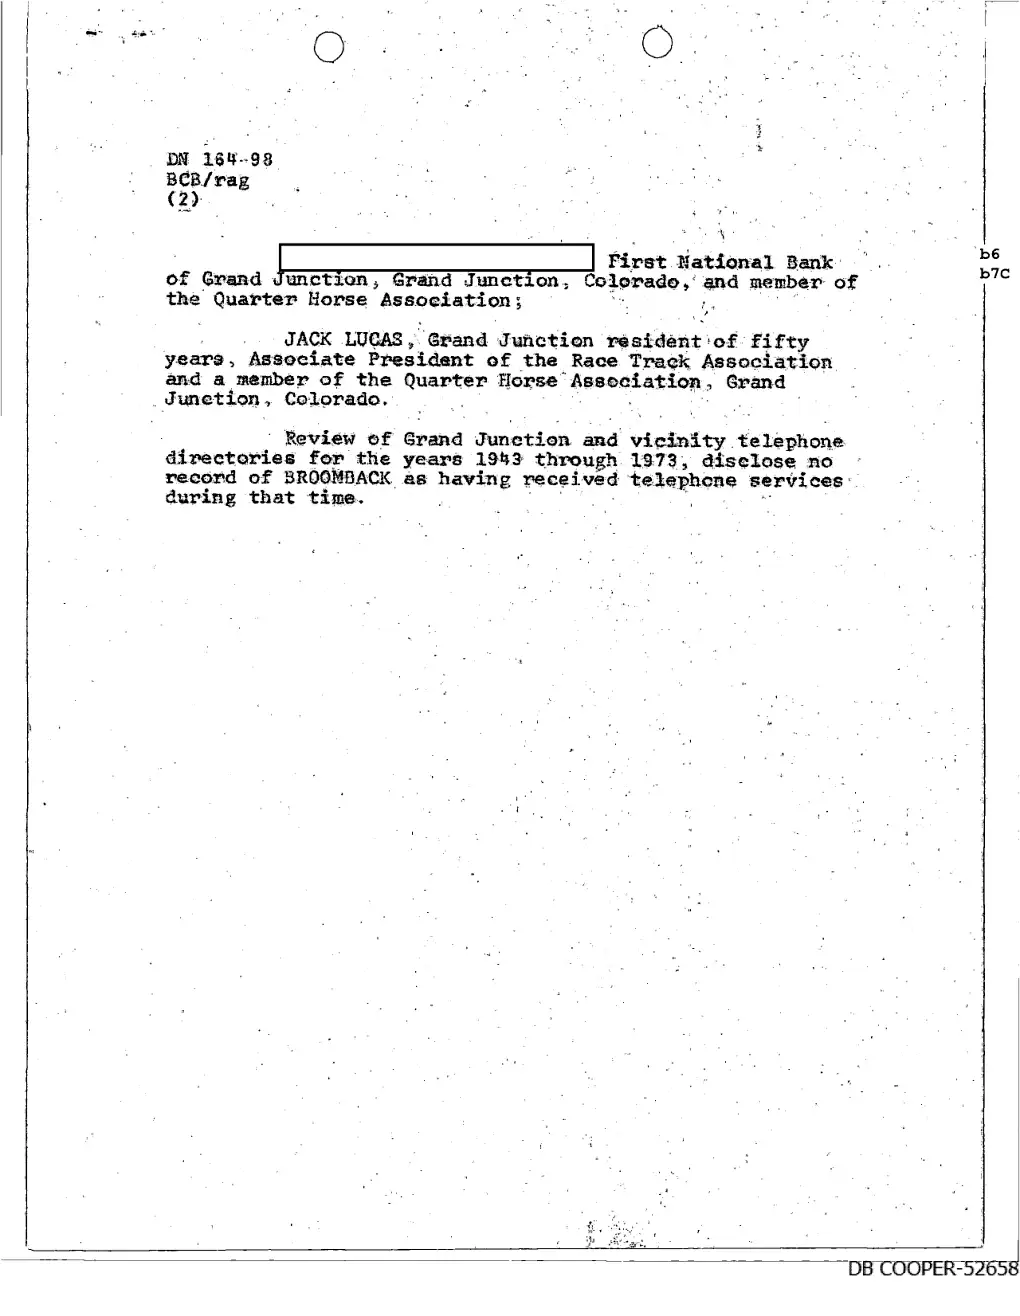 DN 164-98
BCB/rag
(2)
First National Bank
b6
of Grand Junction, Grand Junction, Colorado, and member of
b7C
the Quarter Horse Association;
JACK LUCAS, Grand Junction resident of fifty
years, Associate President of the Race Track Association
and a member of the Quarter Horse Association, Grand
Junction, Colorado.
Review of Grand Junction and vicinity telephone
directories for the years 1943 through 1973, disclose no
record of BROOMBACK as having received telephone services
during that time.
DB COOPER-52658